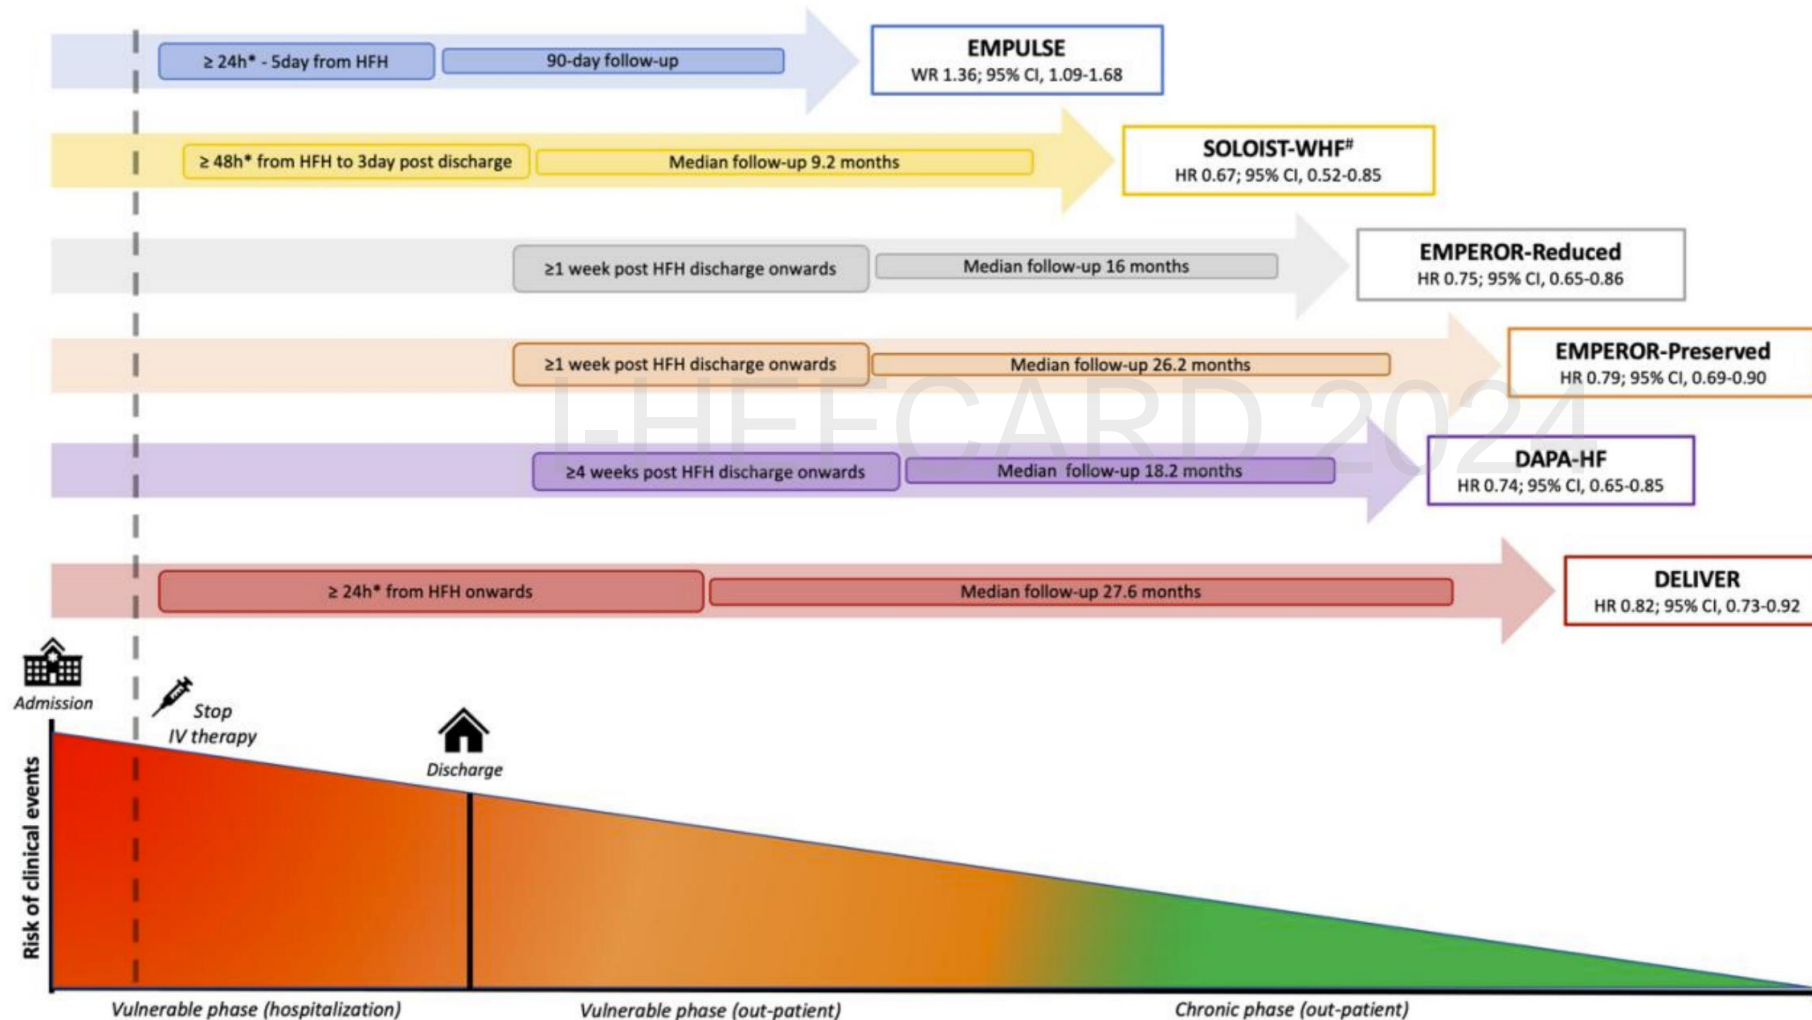 ≥ 24h* - 5day from HFH
90-day follow-up
EMPULSE
WR 1.36; 95% CI, 1.09-1.68
≥ 48h* from HFH to 3day post discharge
Median follow-up 9.2 months
SOLOIST-WHF#
HR 0.67; 95% CI, 0.52-0.85
≥1 week post HFH discharge onwards
Median follow-up 16 months
EMPEROR-Reduced
HR 0.75; 95% CI, 0.65-0.86
≥1 week post HFH discharge onwards
Median follow-up 26.2 months
EMPEROR-Preserved
HR 0.79; 95% CI, 0.69-0.90
I-HEFCARD 2024
≥4 weeks post HFH discharge onwards
Median follow-up 18.2 months
DAPA-HF
HR 0.74; 95% CI, 0.65-0.85
≥ 24h* from HFH onwards
Median follow-up 27.6 months
DELIVER
HR 0.82; 95% CI, 0.73-0.92
Admission
Stop
IV therapy
Discharge
Risk of clinical events
Vulnerable phase (hospitalization)
Vulnerable phase (out-patient)
Chronic phase (out-patient)